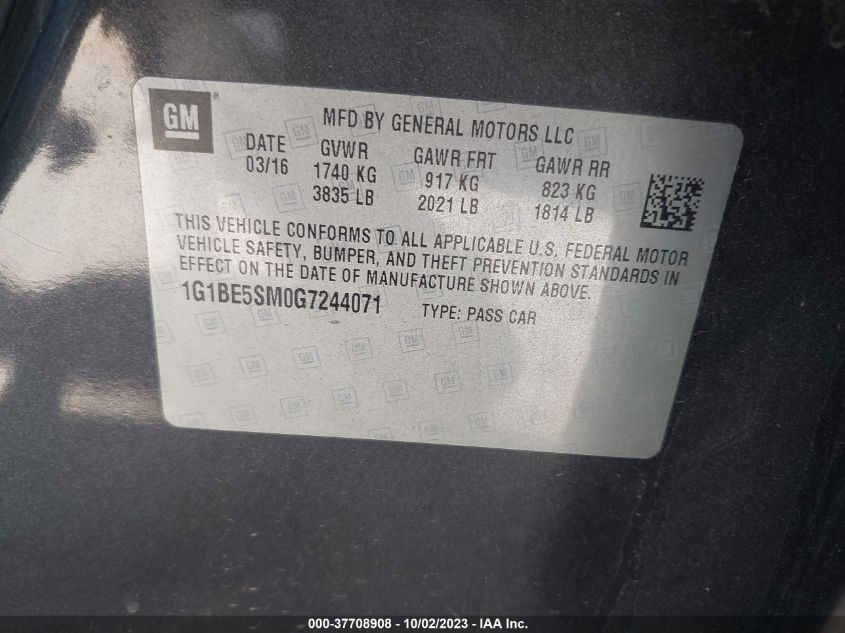 GM®
MFD BY GENERAL MOTORS LLC
DATE GVWR GAWR FRT GAWR RR
03/16 1740 KG 917 KG 823 KG
3835 LB 2021 LB 1814 LB
THIS VEHICLE CONFORMS TO ALL APPLICABLE U.S. FEDERAL MOTOR
VEHICLE SAFETY, BUMPER, AND THEFT PREVENTION STANDARDS IN
EFFECT ON THE DATE OF MANUFACTURE SHOWN ABOVE.
1G1BE5SM0G7244071 TYPE: PASS CAR
000-37708908 - 10/02/2023 - IAA Inc.